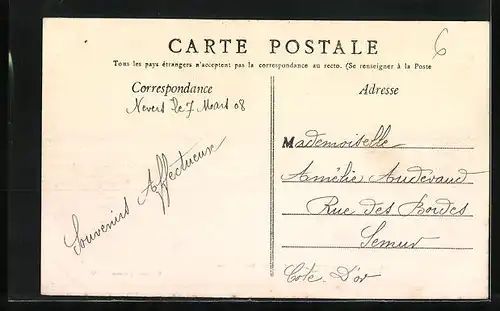 CARTE POSTALE
6
Tous les pays étrangers n'acceptent pas la correspondance au recto. (Se renseigner à la Poste
Correspondance
Nevers le 7 Mars 08
Souvenirs Affectueux
Adresse
Mademoiselle
Amélie Audevaud
Rue des Bordes
Semur
Côte-D'or